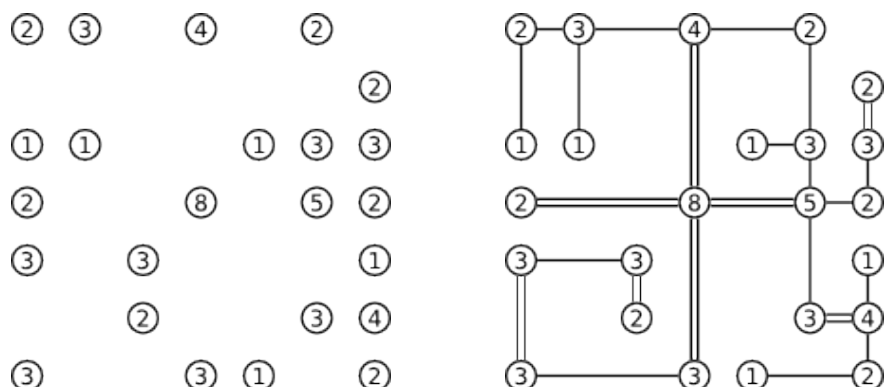 2 3 4 2 2 3 4 2
2 2
1 1 1 3 3 1 1 1 3 3
2 8 5 2 2 8 5 2
3 3 1 3 3 1
2 3 4 2 3 4
3 3 1 2 3 3 1 2